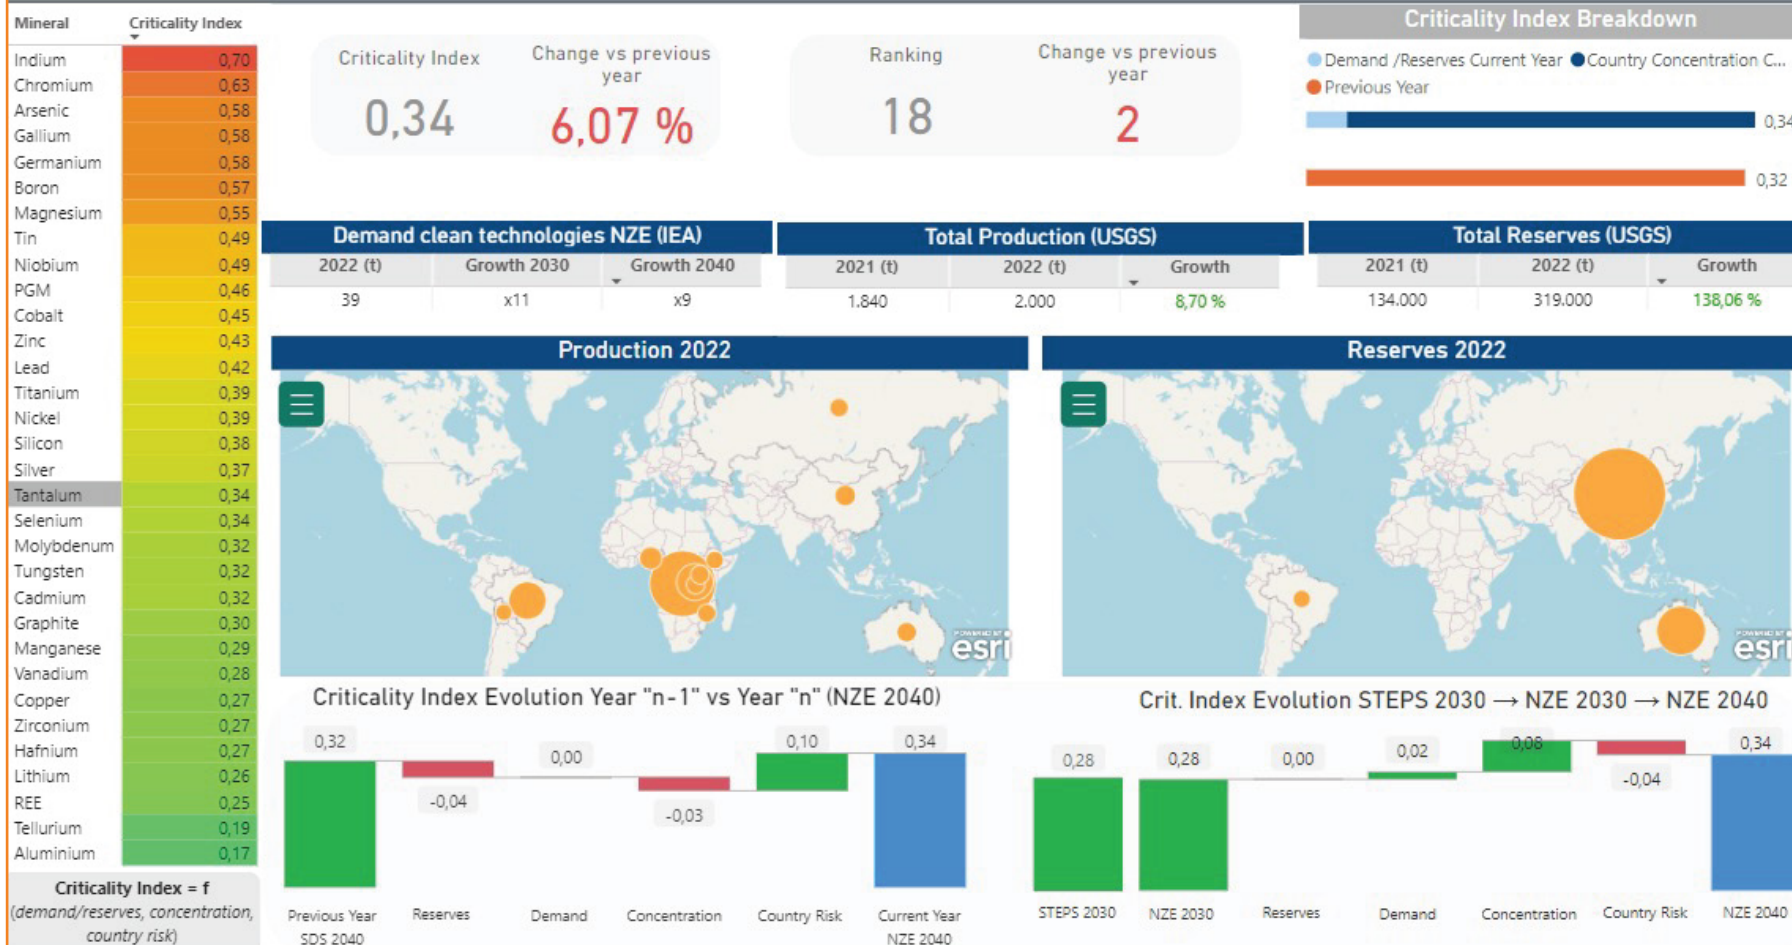 Mineral Criticality Index
Indium 0,70
Chromium 0,63
Arsenic 0,58
Gallium 0,58
Germanium 0,58
Boron 0,57
Magnesium 0,55
Tin 0,49
Niobium 0,49
PGM 0,46
Cobalt 0,45
Zinc 0,43
Lead 0,42
Titanium 0,39
Nickel 0,39
Silicon 0,38
Silver 0,37
Tantalum 0,34
Selenium 0,34
Molybdenum 0,32
Tungsten 0,32
Cadmium 0,32
Graphite 0,30
Manganese 0,29
Vanadium 0,28
Copper 0,27
Zirconium 0,27
Hafnium 0,27
Lithium 0,26
REE 0,25
Tellurium 0,19
Aluminium 0,17
Criticality Index = f
(demand/reserves, concentration,
country risk)
Criticality Index
0,34
Change vs previous
year
6,07 %
Ranking
18
Change vs previous
year
2
Criticality Index Breakdown
Demand /Reserves Current Year Country Concentration C...
Previous Year
0,34
0,32
Demand clean technologies NZE (IEA)
2022 (t) Growth 2030 Growth 2040
39 x11 x9
Total Production (USGS)
2021 (t) 2022 (t) Growth
1.840 2.000 8,70 %
Total Reserves (USGS)
2021 (t) 2022 (t) Growth
134.000 319.000 138,06 %
Production 2022
POWERED BY
esri
Reserves 2022
POWERED BY
esri
Criticality Index Evolution Year "n-1" vs Year "n" (NZE 2040)
0,32 -0,04 0,00 -0,03 0,10 0,34
Previous Year Reserves Demand Concentration Country Risk Current Year
SDS 2040 NZE 2040
Crit. Index Evolution STEPS 2030 → NZE 2030 → NZE 2040
0,28 0,28 0,00 0,02 0,08 -0,04 0,34
STEPS 2030 NZE 2030 Reserves Demand Concentration Country Risk NZE 2040